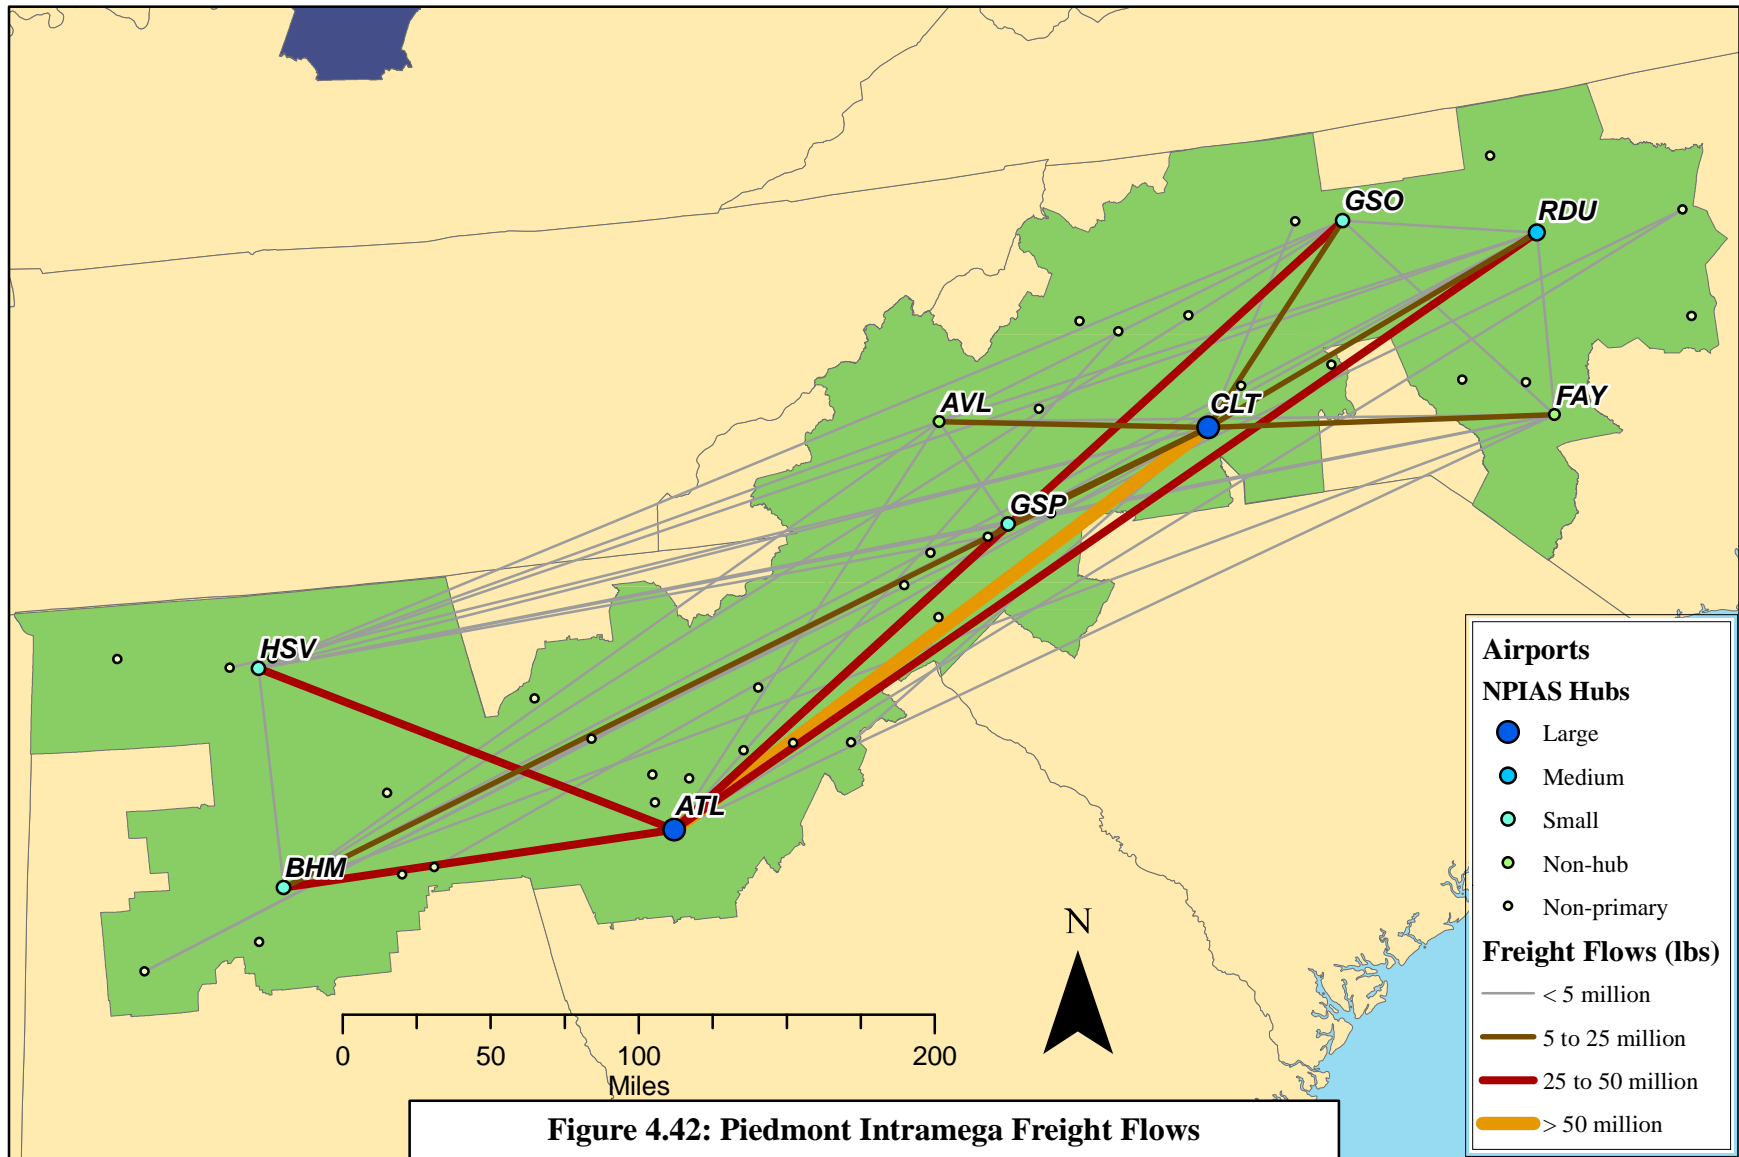 GSO
RDU
AVL
CLT
FAY
GSP
HSV
ATL
BHM
N
0 50 100 200
Miles
Airports
NPIAS Hubs
Large
Medium
Small
Non-hub
Non-primary
Freight Flows (lbs)
< 5 million
5 to 25 million
25 to 50 million
> 50 million
Figure 4.42: Piedmont Intramega Freight Flows